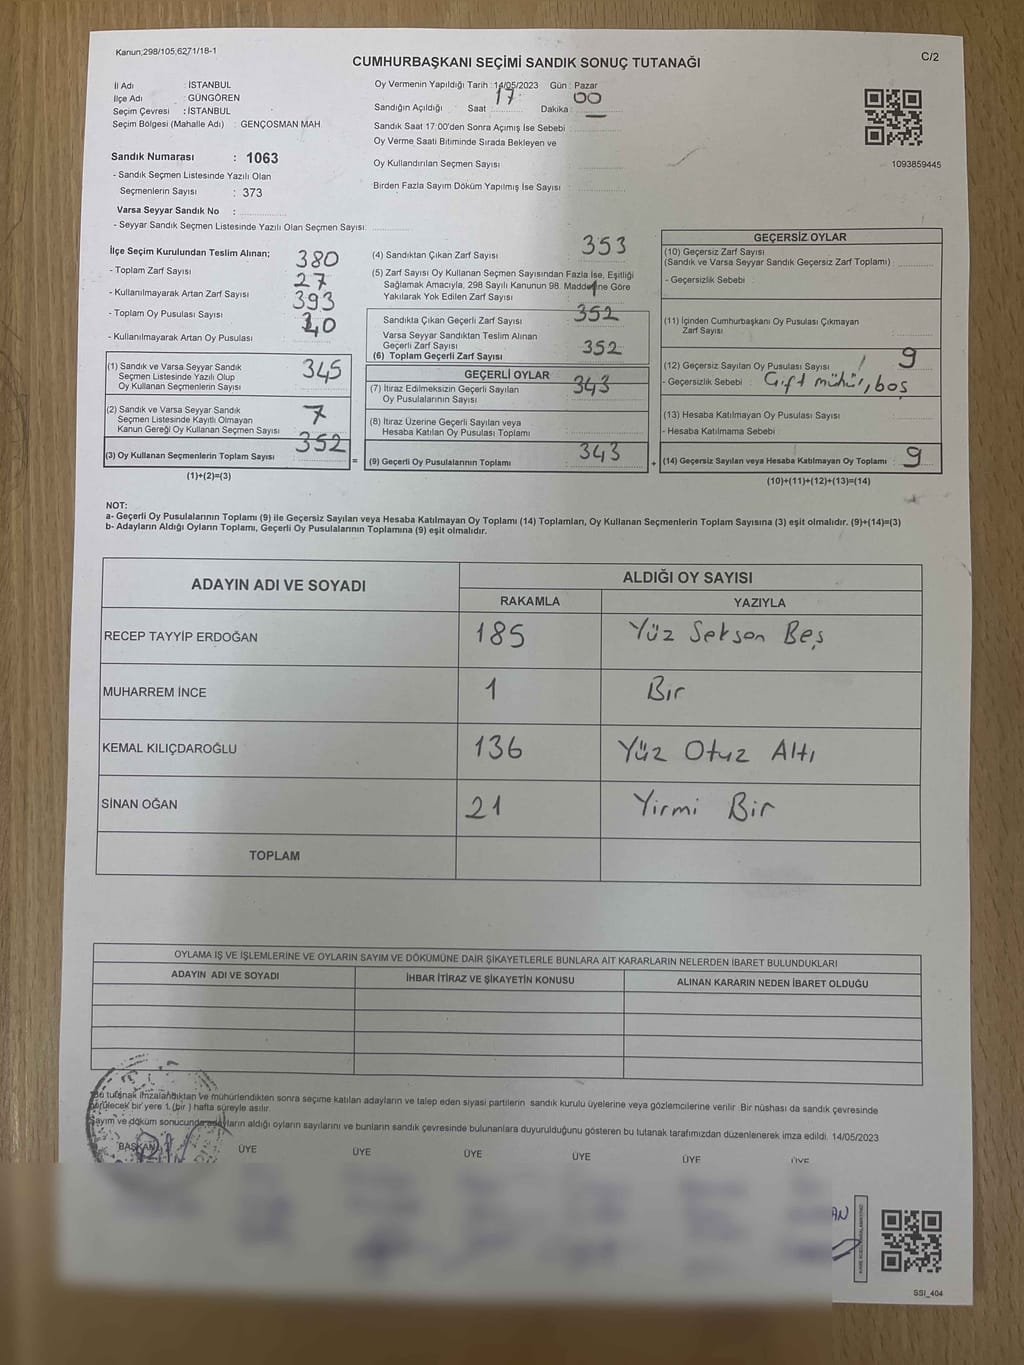 Kanun;298/105,6271/18-1
CUMHURBAŞKANI SEÇİMİ SANDIK SONUÇ TUTANAĞI
C/2
İl Adı : İSTANBUL
İlçe Adı : GÜNGÖREN
Seçim Çevresi : İSTANBUL
Seçim Bölgesi (Mahalle Adı) : GENÇOSMAN MAH.
Sandık Numarası : 1063
- Sandık Seçmen Listesinde Yazılı Olan
Seçmenlerin Sayısı : 373
Varsa Seyyar Sandık No :
- Seyyar Sandık Seçmen Listesinde Yazılı Olan Seçmen Sayısı:
Oy Vermenin Yapıldığı Tarih : 14/05/2023 Gün : Pazar
Sandığın Açıldığı Saat 17 Dakika 00
Sandık Saat 17:00'den Sonra Açımış İse Sebebi :
Oy Verme Saati Bitiminde Sırada Bekleyen ve
Oy Kullandırılan Seçmen Sayısı :
Birden Fazla Sayım Döküm Yapılmış İse Sayısı :
1093859445
İlçe Seçim Kurulundan Teslim Alınan;
- Toplam Zarf Sayısı 380
- Kullanılmayarak Artan Zarf Sayısı 27
- Toplam Oy Pusulası Sayısı 393
- Kullanılmayarak Artan Oy Pusulası 40
(1) Sandık ve Varsa Seyyar Sandık
Seçmen Listesinde Yazılı Olup
Oy Kullanan Seçmenlerin Sayısı 345
(2) Sandık ve Varsa Seyyar Sandık
Seçmen Listesinde Kayıtlı Olmayan
Kanun Gereği Oy Kullanan Seçmen Sayısı 7
(3) Oy Kullanan Seçmenlerin Toplam Sayısı 352
(1)+(2)=(3)
=
(4) Sandıktan Çıkan Zarf Sayısı 353
(5) Zarf Sayısı Oy Kullanan Seçmen Sayısından Fazla İse, Eşitliği
Sağlamak Amacıyla, 298 Sayılı Kanunun 98. Maddesine Göre
Yakılarak Yok Edilen Zarf Sayısı 1
Sandıkta Çıkan Geçerli Zarf Sayısı 352
Varsa Seyyar Sandıktan Teslim Alınan
Geçerli Zarf Sayısı
(6) Toplam Geçerli Zarf Sayısı 352
GEÇERLİ OYLAR
(7) İtiraz Edilmeksizin Geçerli Sayılan
Oy Pusulalarının Sayısı 343
(8) İtiraz Üzerine Geçerli Sayılan veya
Hesaba Katılan Oy Pusulası Toplamı
(9) Geçerli Oy Pusulalarının Toplamı 343
+
GEÇERSİZ OYLAR
(10) Geçersiz Zarf Sayısı
(Sandık ve Varsa Seyyar Sandık Geçersiz Zarf Toplamı) :
- Geçersizlik Sebebi :
(11) İçinden Cumhurbaşkanı Oy Pusulası Çıkmayan
Zarf Sayısı
(12) Geçersiz Sayılan Oy Pusulası Sayısı 9
- Geçersizlik Sebebi : Çift mühür, boş
(13) Hesaba Katılmayan Oy Pusulası Sayısı :
- Hesaba Katılmama Sebebi :
(14) Geçersiz Sayılan veya Hesaba Katılmayan Oy Toplamı : 9
(10)+(11)+(12)+(13)=(14)
NOT:
a- Geçerli Oy Pusulalarının Toplamı (9) ile Geçersiz Sayılan veya Hesaba Katılmayan Oy Toplamı (14) Toplamları, Oy Kullanan Seçmenlerin Toplam Sayısına (3) eşit olmalıdır. (9)+(14)=(3)
b- Adayların Aldığı Oyların Toplamı, Geçerli Oy Pusulalarının Toplamına (9) eşit olmalıdır.
ADAYIN ADI VE SOYADI
ALDIĞI OY SAYISI
RAKAMLA YAZIYLA
RECEP TAYYİP ERDOĞAN 185 Yüz Seksen Beş
MUHARREM İNCE 1 Bir
KEMAL KILIÇDAROĞLU 136 Yüz Otuz Altı
SİNAN OĞAN 21 Yirmi Bir
TOPLAM
OYLAMA İŞ VE İŞLEMLERİNE VE OYLARIN SAYIM VE DÖKÜMÜNE DAİR ŞİKAYETLERLE BUNLARA AİT KARARLARIN NELERDEN İBARET BULUNDUKLARI
ADAYIN ADI VE SOYADI İHBAR İTİRAZ VE ŞİKAYETİN KONUSU ALINAN KARARIN NEDEN İBARET OLDUĞU
Bu tutanak imzalandıktan ve mühürlendikten sonra seçime katılan adayların ve talep eden siyasi partilerin sandık kurulu üyelerine veya gözlemcilerine verilir Bir nüshası da sandık çevresinde
görülecek bir yere 1 (bir ) hafta süreyle asılır.
Sayım ve döküm sonucunda adayların aldığı oyların sayılarını ve bunların sandık çevresinde bulunanlara duyurulduğunu gösteren bu tutanak tarafımızdan düzenlenerek imza edildi. 14/05/2023
BAŞKAN ÜYE ÜYE ÜYE ÜYE ÜYE ÜYE
AN
SSI_404